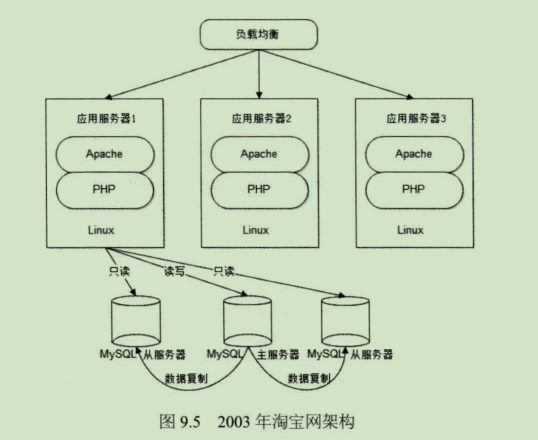 负载均衡
应用服务器1 应用服务器2 应用服务器3
Apache Apache Apache
PHP PHP PHP
Linux Linux Linux
只读 读写 只读
MySQL 从服务器 MySQL 主服务器 MySQL 从服务器
数据复制 数据复制
图 9.5 2003 年淘宝网架构